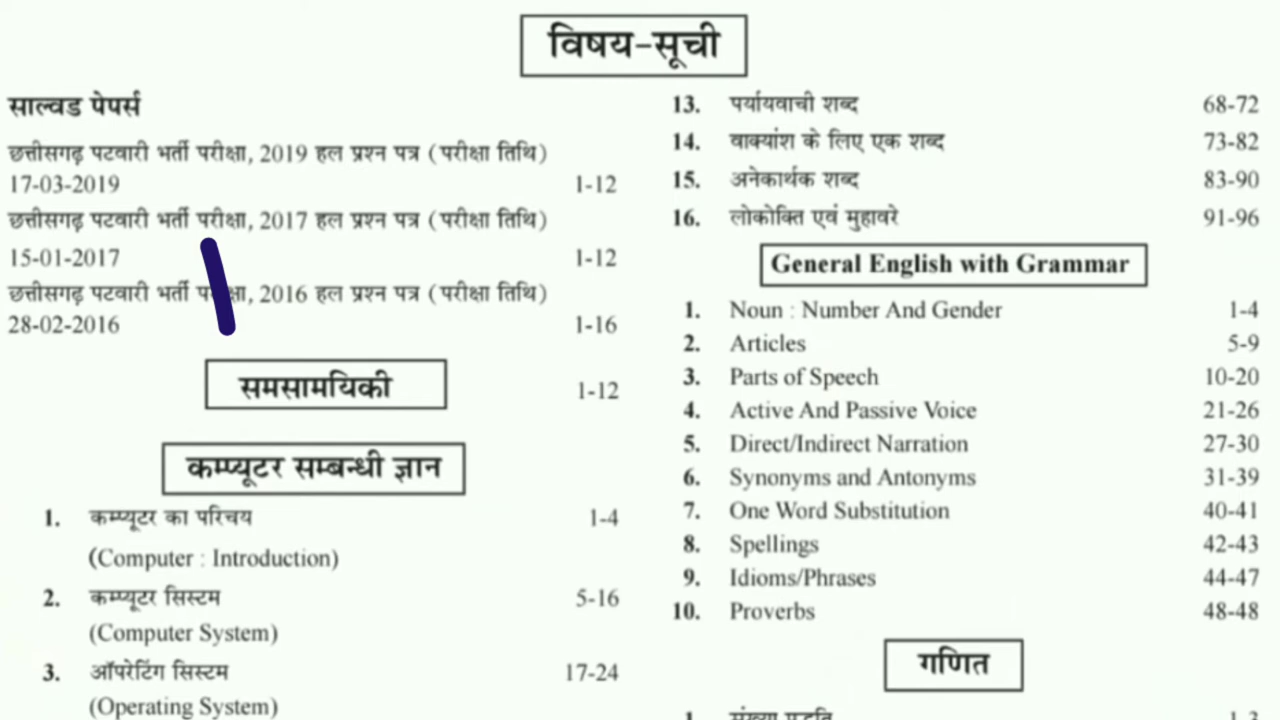 विषय-सूची
साल्वड पेपर्स
छत्तीसगढ़ पटवारी भर्ती परीक्षा, 2019 हल प्रश्न पत्र (परीक्षा तिथि)
17-03-2019 1-12
छत्तीसगढ़ पटवारी भर्ती परीक्षा, 2017 हल प्रश्न पत्र (परीक्षा तिथि)
15-01-2017 1-12
छत्तीसगढ़ पटवारी भर्ती परीक्षा, 2016 हल प्रश्न पत्र (परीक्षा तिथि)
28-02-2016 1-16
समसामयिकी 1-12
कम्प्यूटर सम्बन्धी ज्ञान
1. कम्प्यूटर का परिचय 1-4
(Computer : Introduction)
2. कम्प्यूटर सिस्टम 5-16
(Computer System)
3. ऑपरेटिंग सिस्टम 17-24
(Operating System)
13. पर्यायवाची शब्द 68-72
14. वाक्यांश के लिए एक शब्द 73-82
15. अनेकार्थक शब्द 83-90
16. लोकोक्ति एवं मुहावरे 91-96
General English with Grammar
1. Noun : Number And Gender 1-4
2. Articles 5-9
3. Parts of Speech 10-20
4. Active And Passive Voice 21-26
5. Direct/Indirect Narration 27-30
6. Synonyms and Antonyms 31-39
7. One Word Substitution 40-41
8. Spellings 42-43
9. Idioms/Phrases 44-47
10. Proverbs 48-48
गणित
1. संख्या पद्धति 1-3